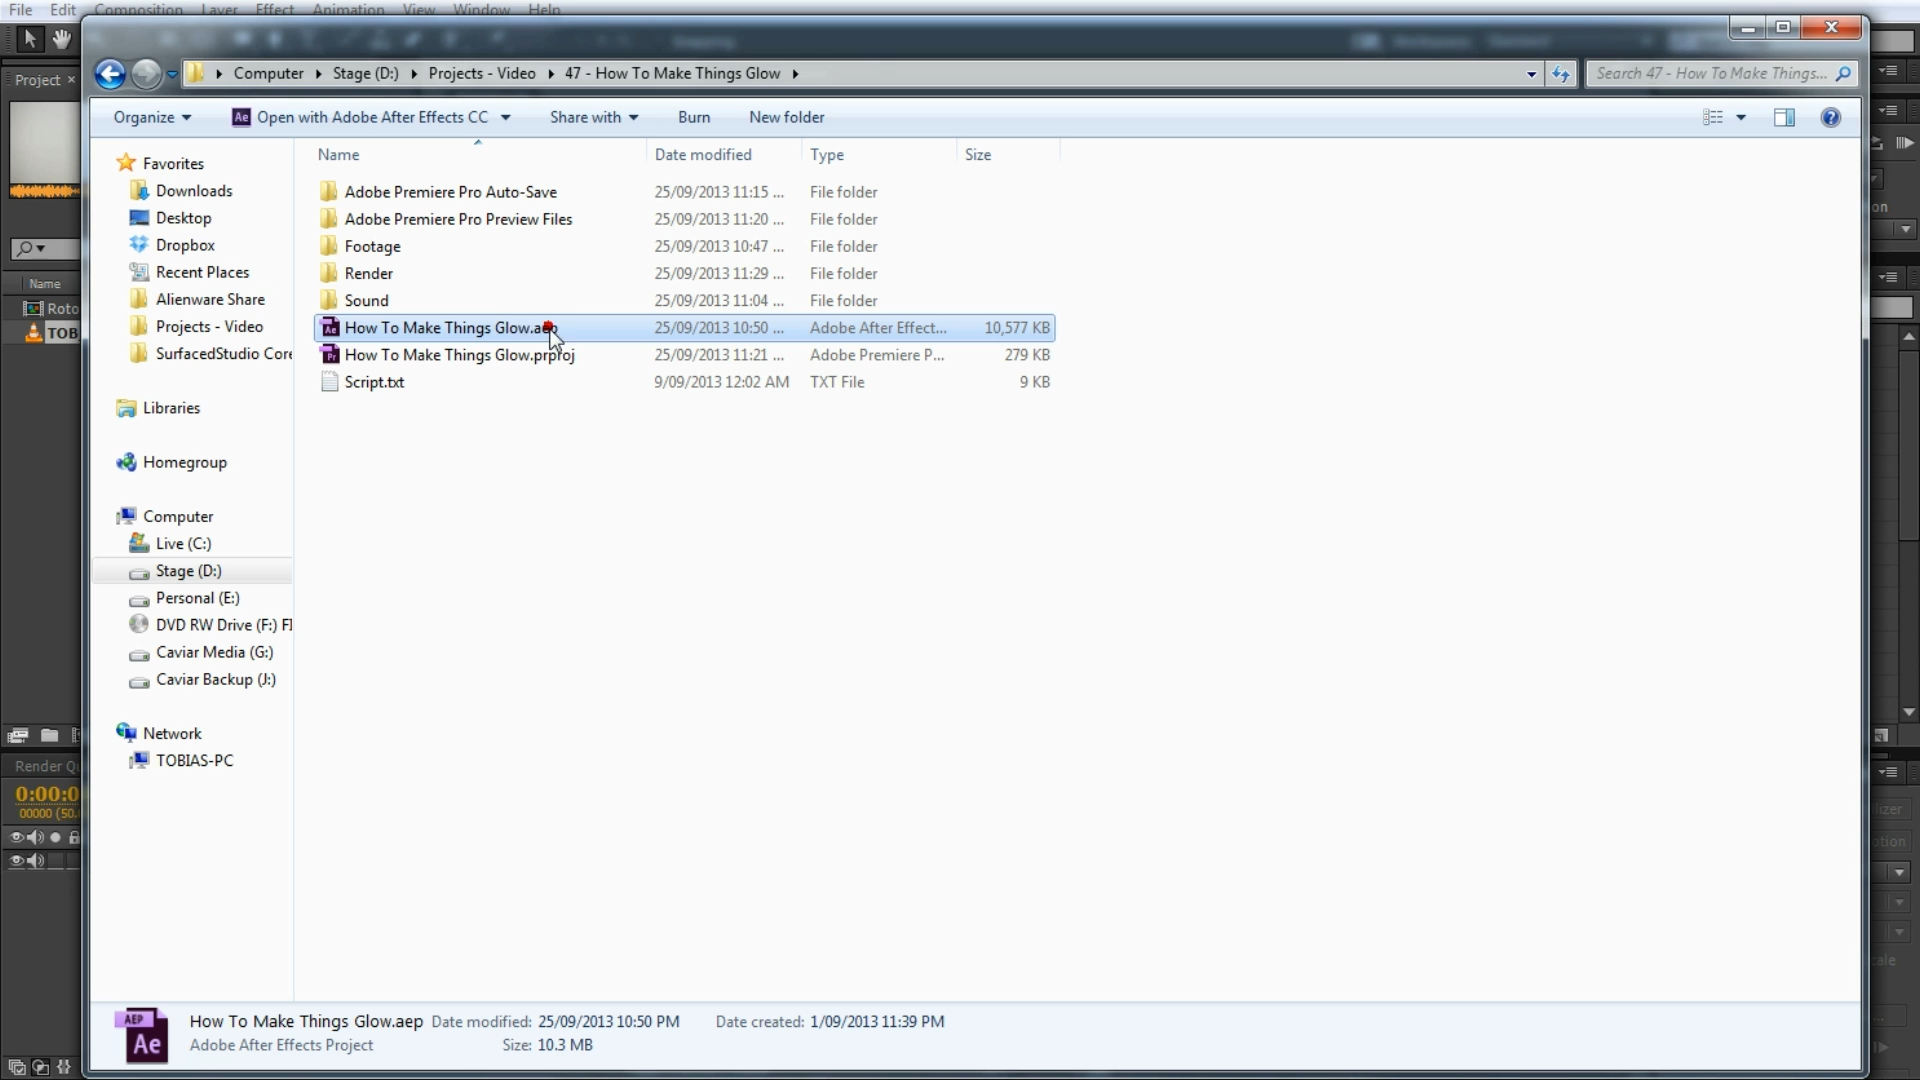 File Edit Composition Layer Effect Animation View Window Help
Project ×
Computer Stage (D:) Projects - Video 47 - How To Make Things Glow
Search 47 - How To Make Things...
Organize Ae Open with Adobe After Effects CC Share with Burn New folder
Name Date modified Type Size
Favorites
Downloads
Desktop
Dropbox
Recent Places
Alienware Share
Projects - Video
SurfacedStudio Core
Libraries
Homegroup
Computer
Live (C:)
Stage (D:)
Personal (E:)
DVD RW Drive (F:) FI
Caviar Media (G:)
Caviar Backup (J:)
Network
TOBIAS-PC
Adobe Premiere Pro Auto-Save 25/09/2013 11:15 ... File folder
Adobe Premiere Pro Preview Files 25/09/2013 11:20 ... File folder
Footage 25/09/2013 10:47 ... File folder
Render 25/09/2013 11:29 ... File folder
Sound 25/09/2013 11:04 ... File folder
Ae How To Make Things Glow.aep 25/09/2013 10:50 ... Adobe After Effect... 10,577 KB
Pr How To Make Things Glow.prproj 25/09/2013 11:21 ... Adobe Premiere P... 279 KB
Script.txt 9/09/2013 12:02 AM TXT File 9 KB
Name
Roto
TOB
Render Qu
0:00:0
00000 (50.
AEP
Ae
How To Make Things Glow.aep Date modified: 25/09/2013 10:50 PM Date created: 1/09/2013 11:39 PM
Adobe After Effects Project Size: 10.3 MB